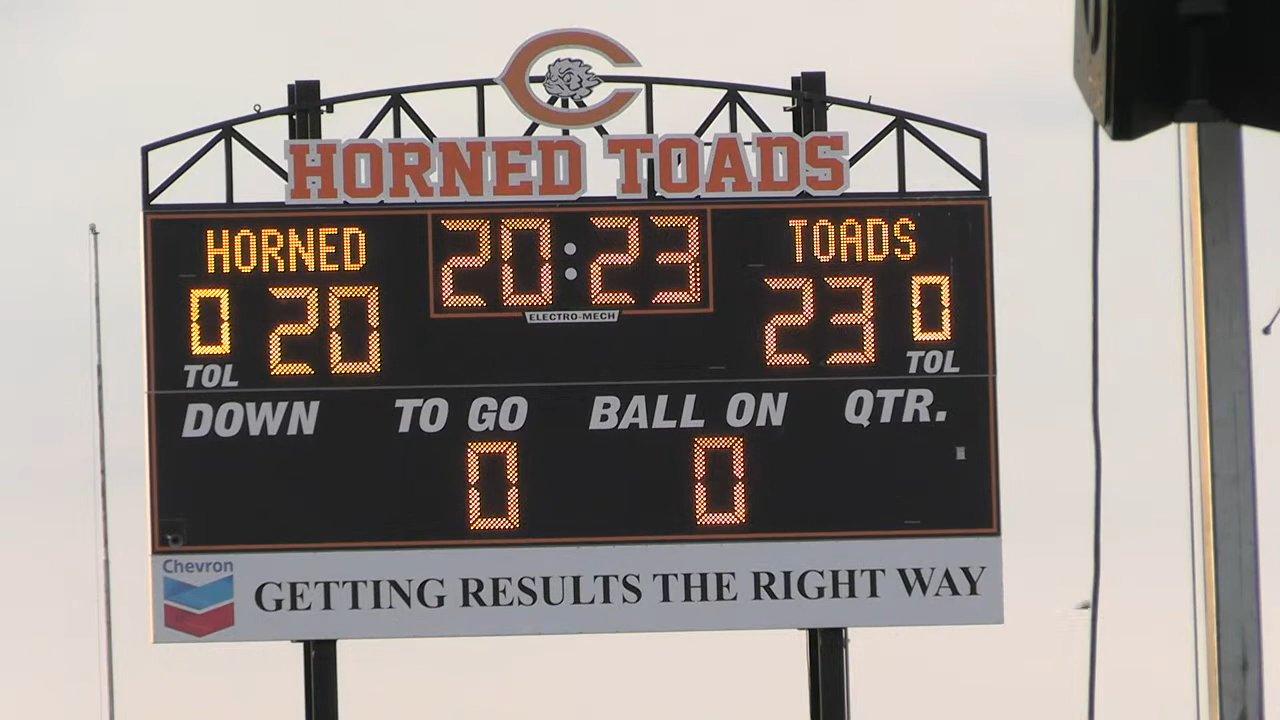 C
HORNED TOADS
HORNED 20:23 TOADS
ELECTRO-MECH
0 20 23 0
TOL TOL
DOWN TO GO BALL ON QTR.
0 0
Chevron
GETTING RESULTS THE RIGHT WAY